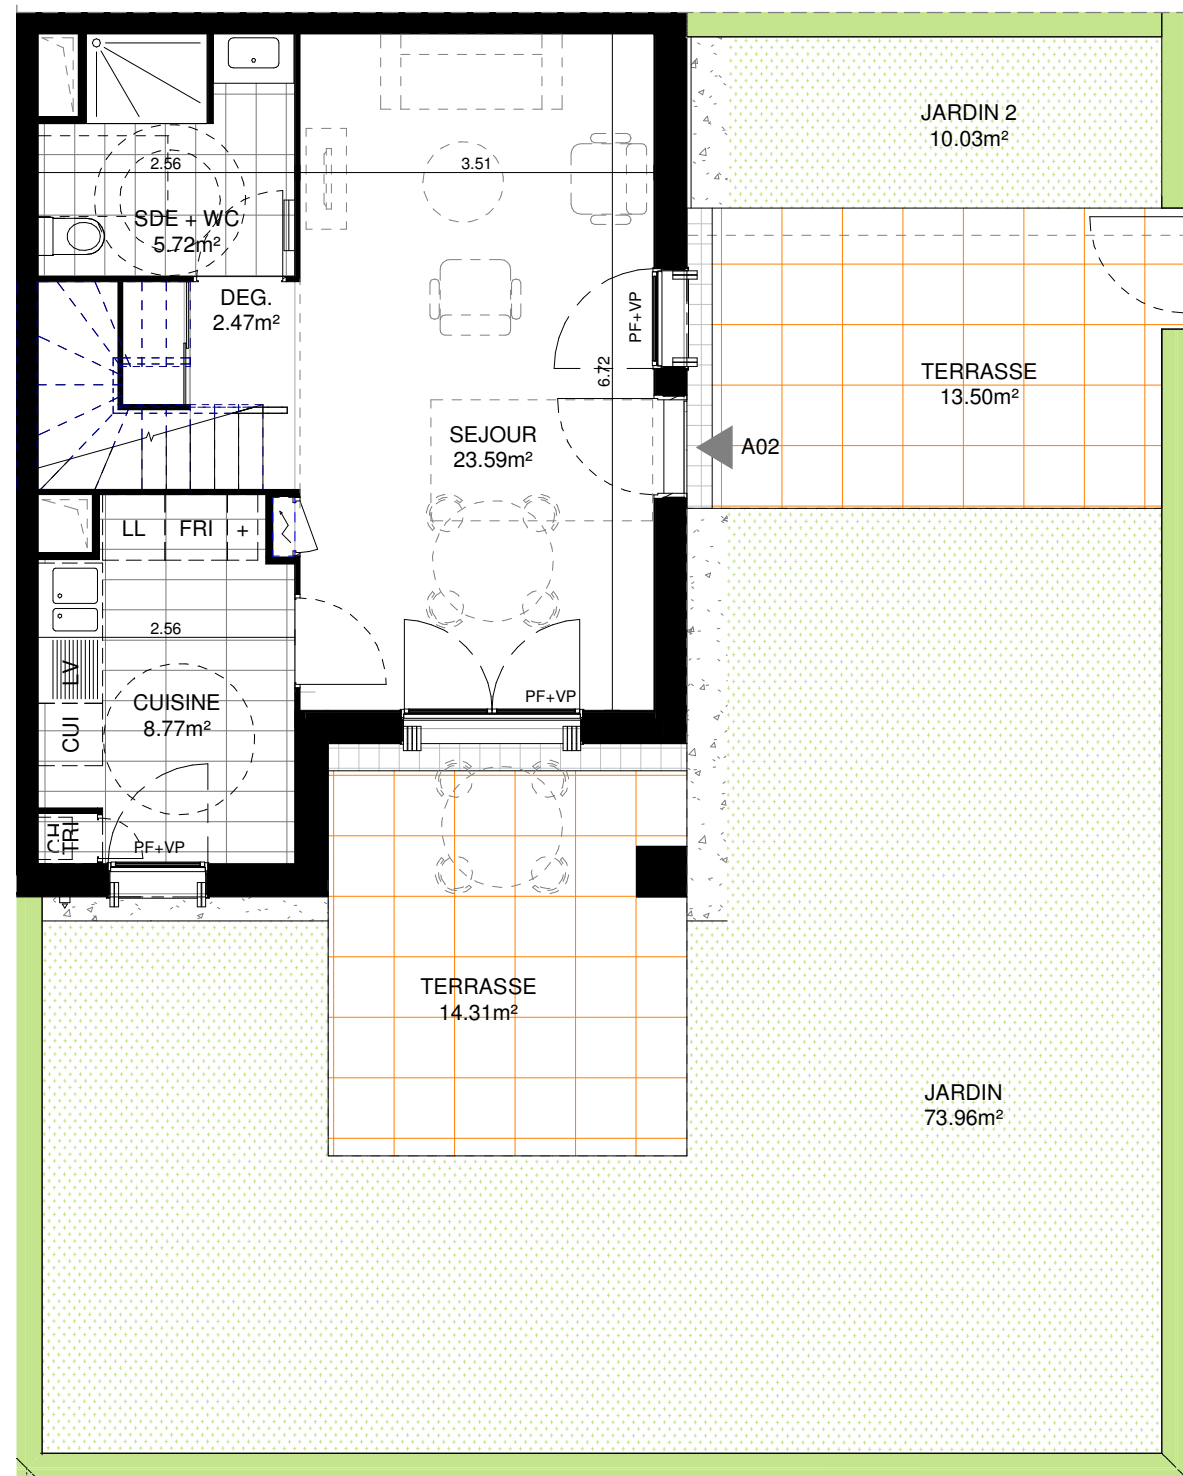 JARDIN 2
10.03m²
2.56
3.51
SDE + WC
5.72m²
DEG.
2.47m²
PF+VP
6.72
TERRASSE
13.50m²
SEJOUR
23.59m²
A02
LL
FRI
+
2.56
LV
CUISINE
8.77m²
CUI
PF+VP
CH
TRI
PF+VP
TERRASSE
14.31m²
JARDIN
73.96m²